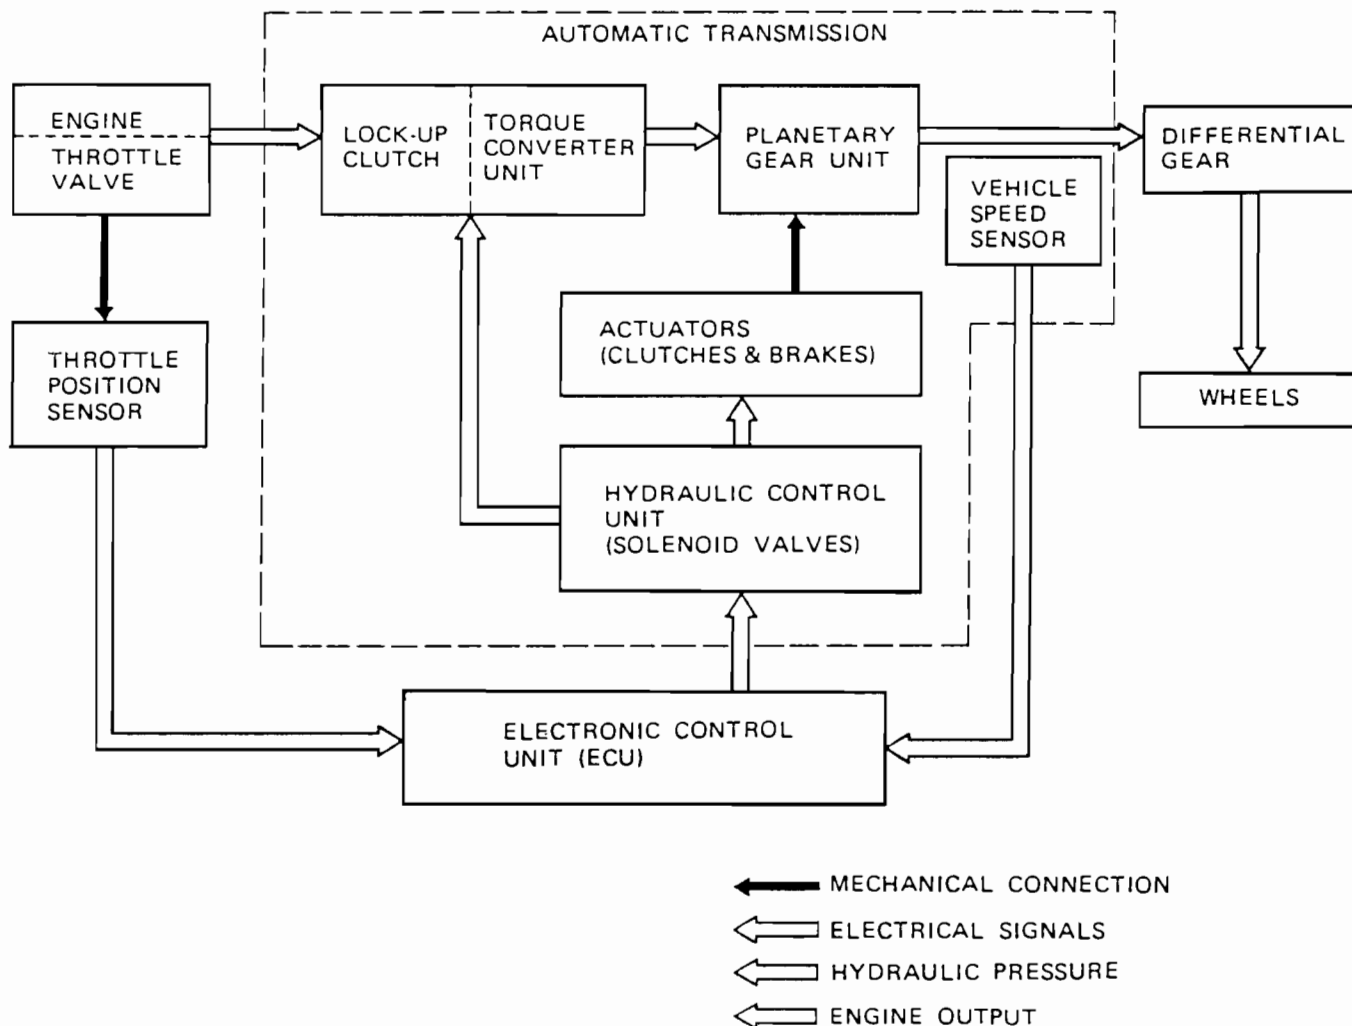 AUTOMATIC TRANSMISSION
ENGINE
THROTTLE
VALVE
LOCK-UP
CLUTCH
TORQUE
CONVERTER
UNIT
PLANETARY
GEAR UNIT
DIFFERENTIAL
GEAR
VEHICLE
SPEED
SENSOR
THROTTLE
POSITION
SENSOR
ACTUATORS
(CLUTCHES & BRAKES)
WHEELS
HYDRAULIC CONTROL
UNIT
(SOLENOID VALVES)
ELECTRONIC CONTROL
UNIT (ECU)
MECHANICAL CONNECTION
ELECTRICAL SIGNALS
HYDRAULIC PRESSURE
ENGINE OUTPUT